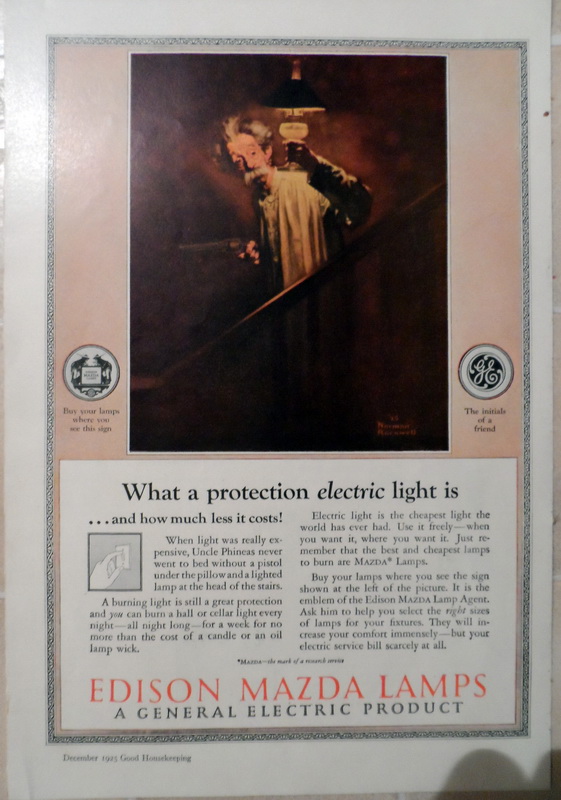 '25
Norman
Rockwell
EDISON
MAZDA
LAMPS
Buy your lamps
where you
see this sign
GE
The initials
of a
friend
What a protection electric light is
...and how much less it costs!
When light was really ex-
pensive, Uncle Phineas never
went to bed without a pistol
under the pillow and a lighted
lamp at the head of the stairs.
A burning light is still a great protection
and you can burn a hall or cellar light every
night—all night long—for a week for no
more than the cost of a candle or an oil
lamp wick.
Electric light is the cheapest light the
world has ever had. Use it freely—when
you want it, where you want it. Just re-
member that the best and cheapest lamps
to burn are MAZDA* Lamps.
Buy your lamps where you see the sign
shown at the left of the picture. It is the
emblem of the Edison MAZDA Lamp Agent.
Ask him to help you select the right sizes
of lamps for your fixtures. They will in-
crease your comfort immensely—but your
electric service bill scarcely at all.
*MAZDA—the mark of a research service
EDISON MAZDA LAMPS
A GENERAL ELECTRIC PRODUCT
December 1925 Good Housekeeping